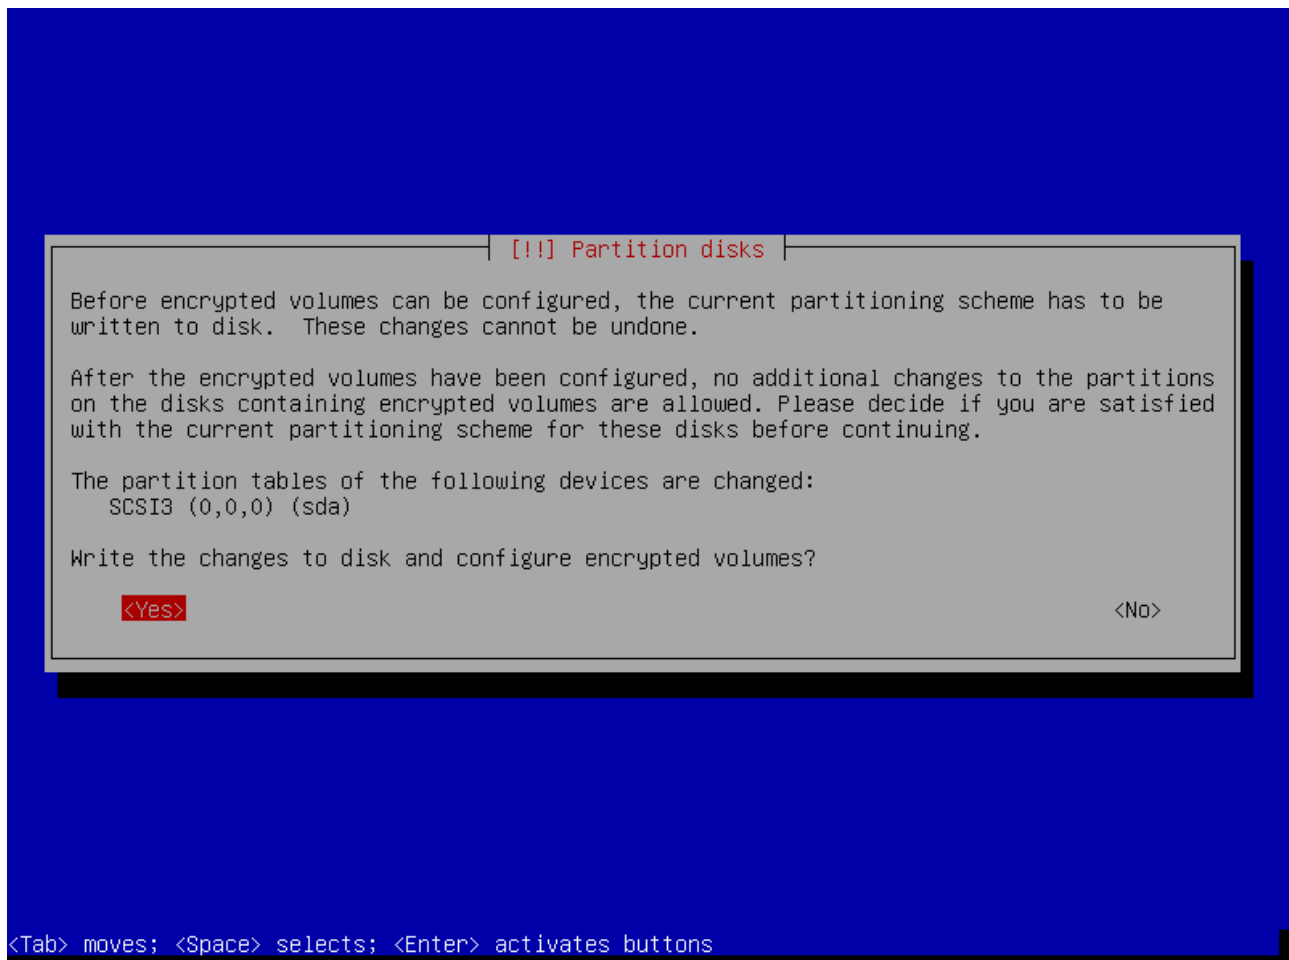 [!!] Partition disks
Before encrypted volumes can be configured, the current partitioning scheme has to be
written to disk.  These changes cannot be undone.
After the encrypted volumes have been configured, no additional changes to the partitions
on the disks containing encrypted volumes are allowed. Please decide if you are satisfied
with the current partitioning scheme for these disks before continuing.
The partition tables of the following devices are changed:
SCSI3 (0,0,0) (sda)
Write the changes to disk and configure encrypted volumes?
<Yes> <No>
<Tab> moves; <Space> selects; <Enter> activates buttons